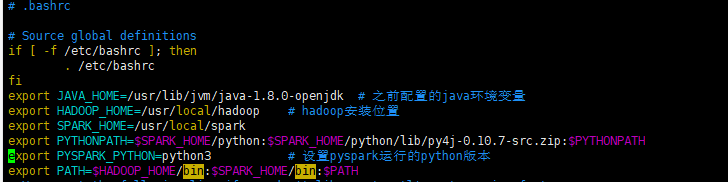 # .bashrc
# Source global definitions
if [ -f /etc/bashrc ]; then
. /etc/bashrc
fi
export JAVA_HOME=/usr/lib/jvm/java-1.8.0-openjdk # 之前配置的java环境变量
export HADOOP_HOME=/usr/local/hadoop # hadoop安装位置
export SPARK_HOME=/usr/local/spark
export PYTHONPATH=$SPARK_HOME/python:$SPARK_HOME/python/lib/py4j-0.10.7-src.zip:$PYTHONPATH
export PYSPARK_PYTHON=python3 # 设置pyspark运行的python版本
export PATH=$HADOOP_HOME/bin:$SPARK_HOME/bin:$PATH